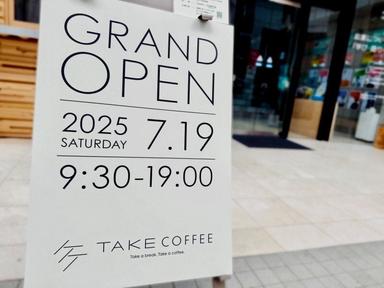 GRAND
OPEN
2025
SATURDAY
7.19
9:30-19:00
TAKE COFFEE
Take a break. Take a coffee.